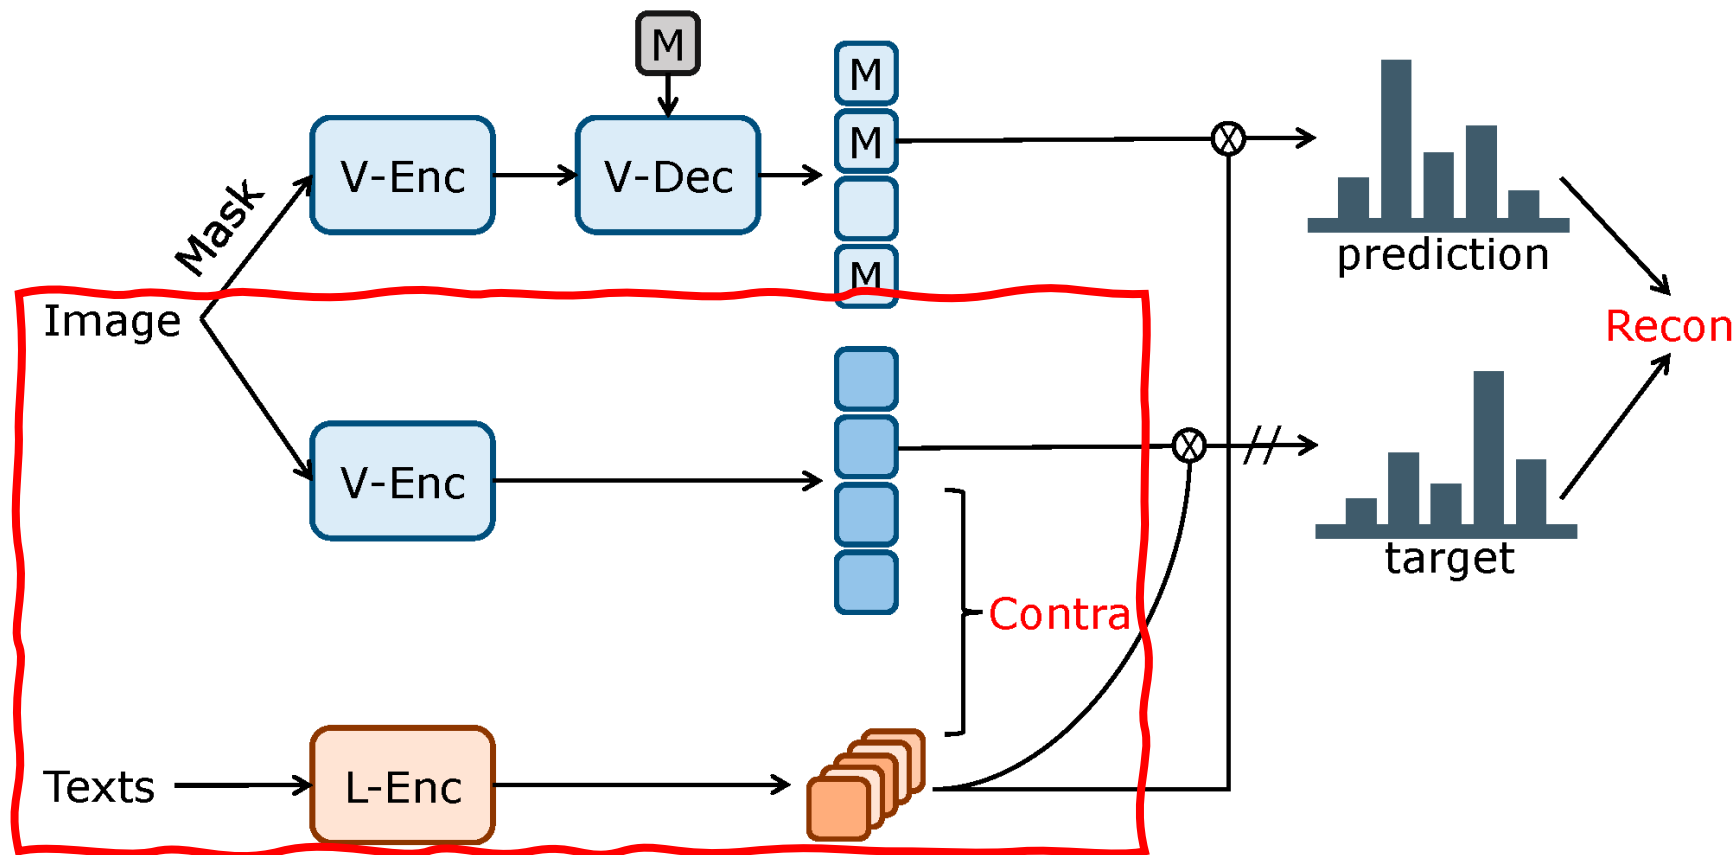 M
M
V-Enc
V-Dec
M
Mask
prediction
M
Image
Recon
X
X
V-Enc
target
Contra
Texts
L-Enc